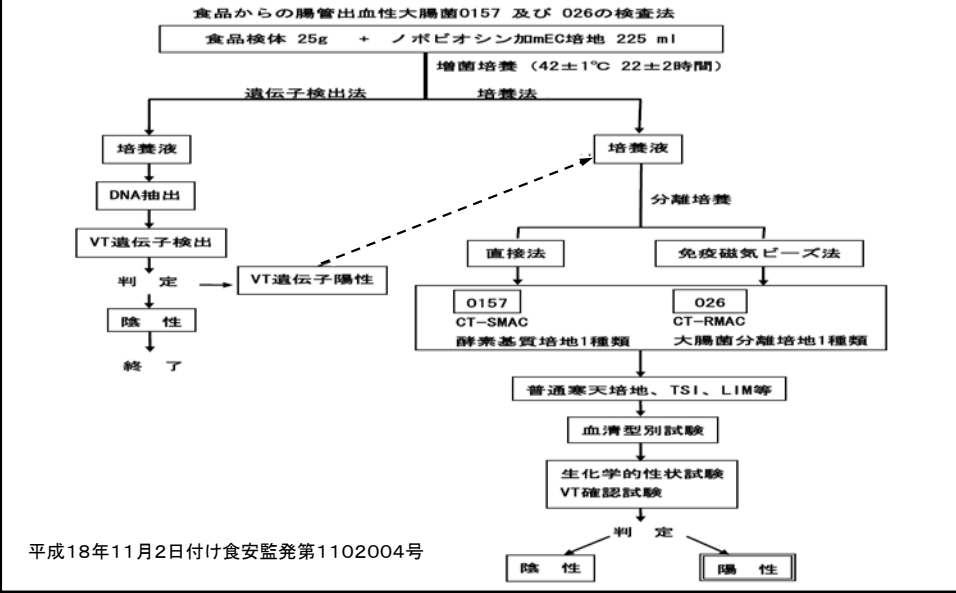 食品からの腸管出血性大腸菌O157 及び O26の検査法
食品検体 25g + ノボビオシン加mEC培地 225 ml
増菌培養 (42±1℃ 22±2時間)
遺伝子検出法 培養法
培養液
培養液
DNA抽出
分離培養
VT遺伝子検出
直接法
免疫磁気ビーズ法
判 定
VT遺伝子陽性
陰 性
終 了
O157
CT-SMAC
酵素基質培地1種類
O26
CT-RMAC
大腸菌分離培地1種類
普通寒天培地、TSI、LIM等
血清型別試験
生化学的性状試験
VT確認試験
判 定
陰 性
陽 性
平成18年11月2日付け食安監発第1102004号